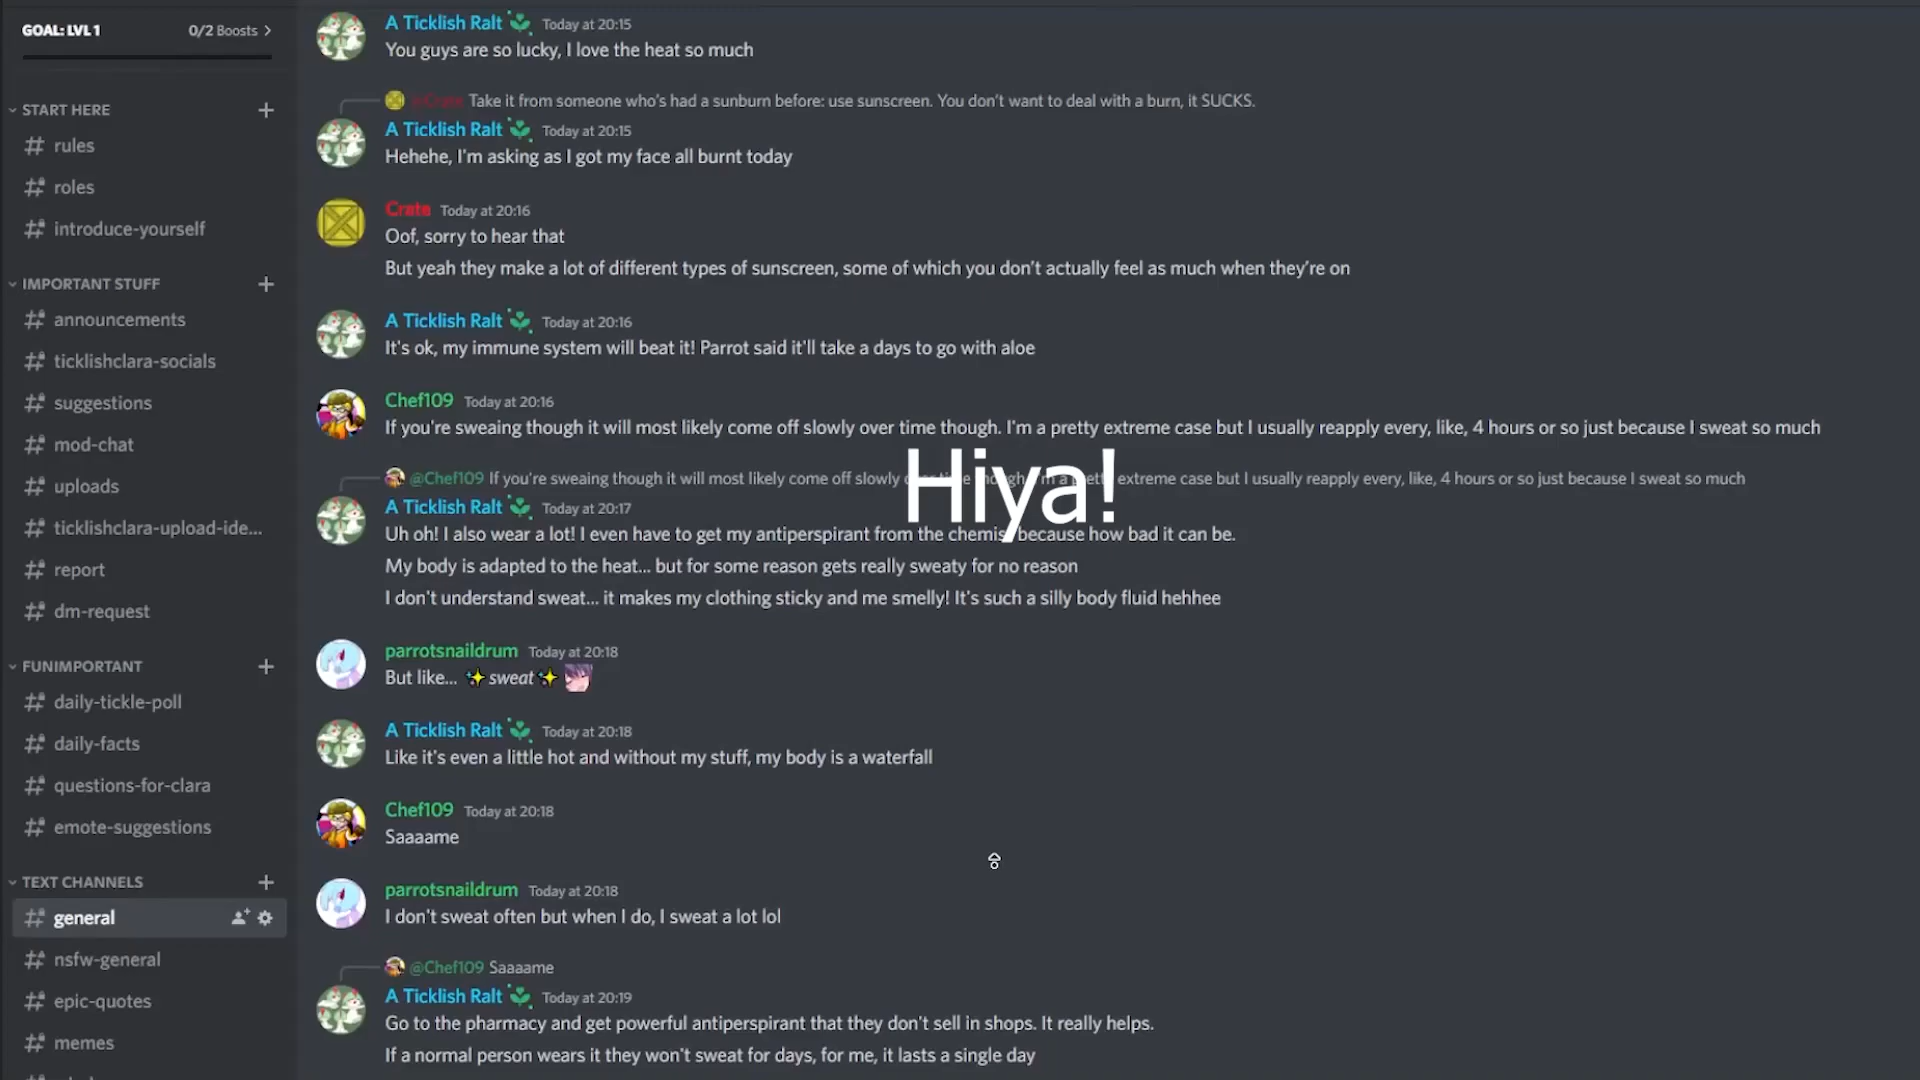 GOAL: LVL 1
0/2 Boosts
START HERE
rules
roles
introduce-yourself
IMPORTANT STUFF
announcements
ticklishclara-socials
suggestions
mod-chat
uploads
ticklishclara-upload-ide...
report
dm-request
FUNIMPORTANT
daily-tickle-poll
daily-facts
questions-for-clara
emote-suggestions
TEXT CHANNELS
general
nsfw-general
epic-quotes
memes
A Ticklish Ralt Today at 20:15
You guys are so lucky, I love the heat so much
Crate Take it from someone who's had a sunburn before: use sunscreen. You don't want to deal with a burn, it SUCKS.
A Ticklish Ralt Today at 20:15
Hehehe, I'm asking as I got my face all burnt today
Crate Today at 20:16
Oof, sorry to hear that
But yeah they make a lot of different types of sunscreen, some of which you don't actually feel as much when they're on
A Ticklish Ralt Today at 20:16
It's ok, my immune system will beat it! Parrot said it'll take a days to go with aloe
Chef109 Today at 20:16
If you're sweaing though it will most likely come off slowly over time though. I'm a pretty extreme case but I usually reapply every, like, 4 hours or so just because I sweat so much
@Chef109 If you're sweaing though it will most likely come off slowly over time though. I'm a pretty extreme case but I usually reapply every, like, 4 hours or so just because I sweat so much
Hiya!
A Ticklish Ralt Today at 20:17
Uh oh! I also wear a lot! I even have to get my antiperspirant from the chemist because how bad it can be.
My body is adapted to the heat... but for some reason gets really sweaty for no reason
I don't understand sweat... it makes my clothing sticky and me smelly! It's such a silly body fluid hehhee
parrotsnaildrum Today at 20:18
But like... ✨ sweat ✨
A Ticklish Ralt Today at 20:18
Like it's even a little hot and without my stuff, my body is a waterfall
Chef109 Today at 20:18
Saaaame
parrotsnaildrum Today at 20:18
I don't sweat often but when I do, I sweat a lot lol
@Chef109 Saaaame
A Ticklish Ralt Today at 20:19
Go to the pharmacy and get powerful antiperspirant that they don't sell in shops. It really helps.
If a normal person wears it they won't sweat for days, for me, it lasts a single day